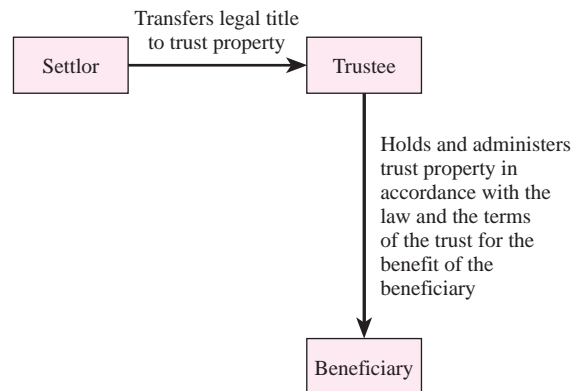 Transfers legal title
to trust property
Settlor
Trustee
Holds and administers
trust property in
accordance with the
law and the terms
of the trust for the
benefit of the
beneficiary
Beneficiary